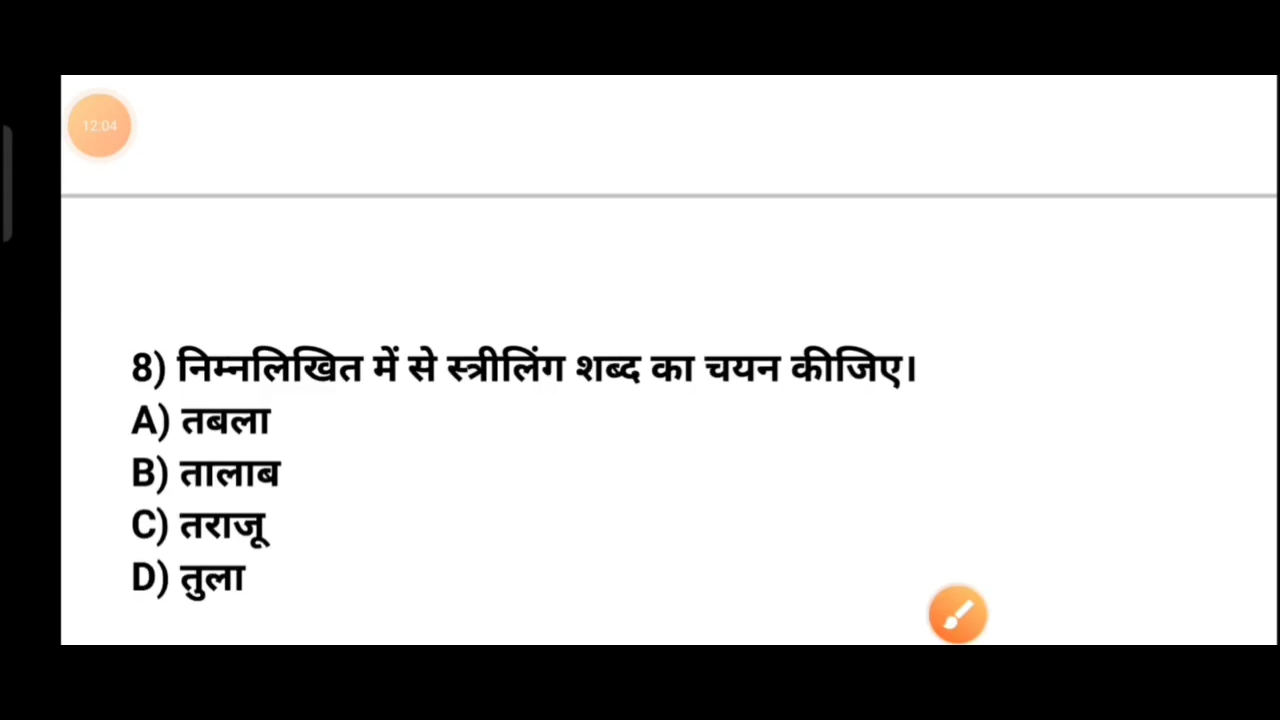 12:04
8) निम्नलिखित में से स्त्रीलिंग शब्द का चयन कीजिए।
A) तबला
B) तालाब
C) तराजू
D) तुला